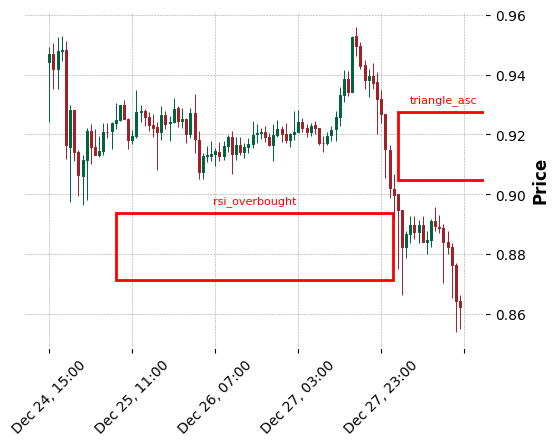 0.96
0.94
triangle_asc
0.92
Price
0.90
rsi_overbought
0.88
0.86
Dec 24, 15:00
Dec 25, 11:00
Dec 26, 07:00
Dec 27, 03:00
Dec 27, 23:00